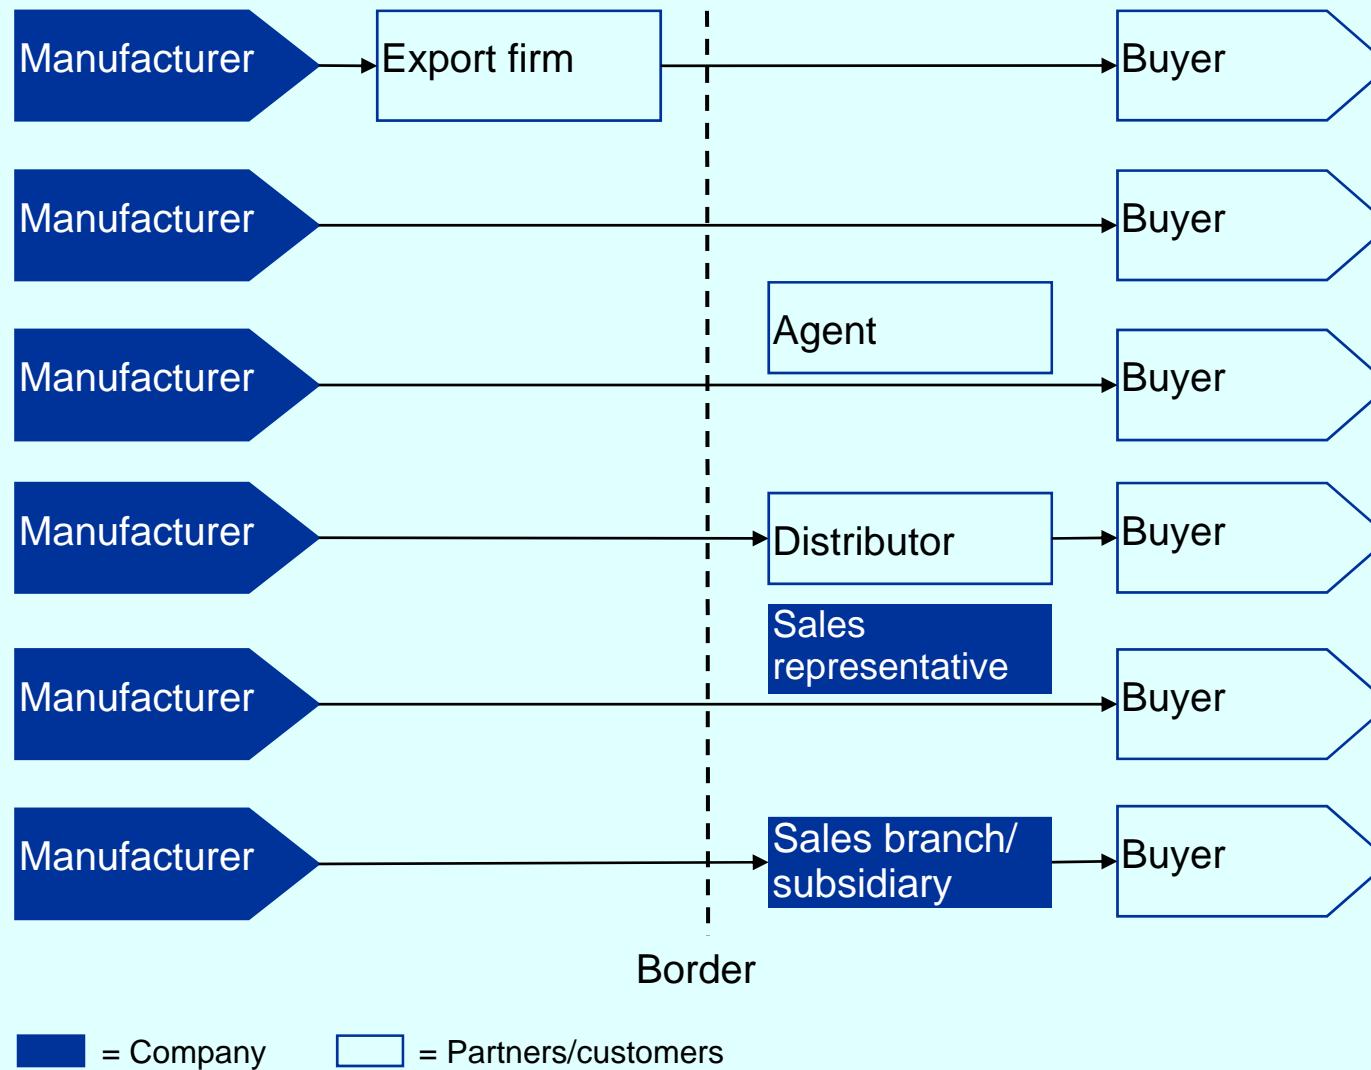 Manufacturer
Export firm
Buyer
Manufacturer
Buyer
Agent
Manufacturer
Buyer
Manufacturer
Distributor
Buyer
Sales
representative
Manufacturer
Buyer
Manufacturer
Sales branch/
subsidiary
Buyer
Border
= Company
= Partners/customers